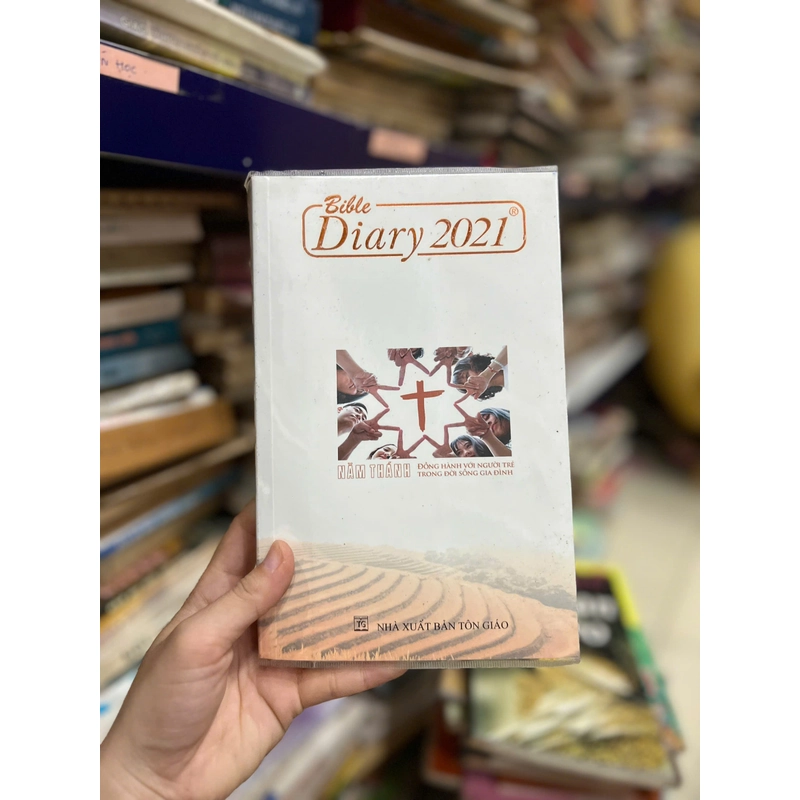 HỌC
Bible
Diary 2021®
NĂM THÁNH
ĐỒNG HÀNH VỚI NGƯỜI TRẺ
TRONG ĐỜI SỐNG GIA ĐÌNH
TG
NHÀ XUẤT BẢN TÔN GIÁO